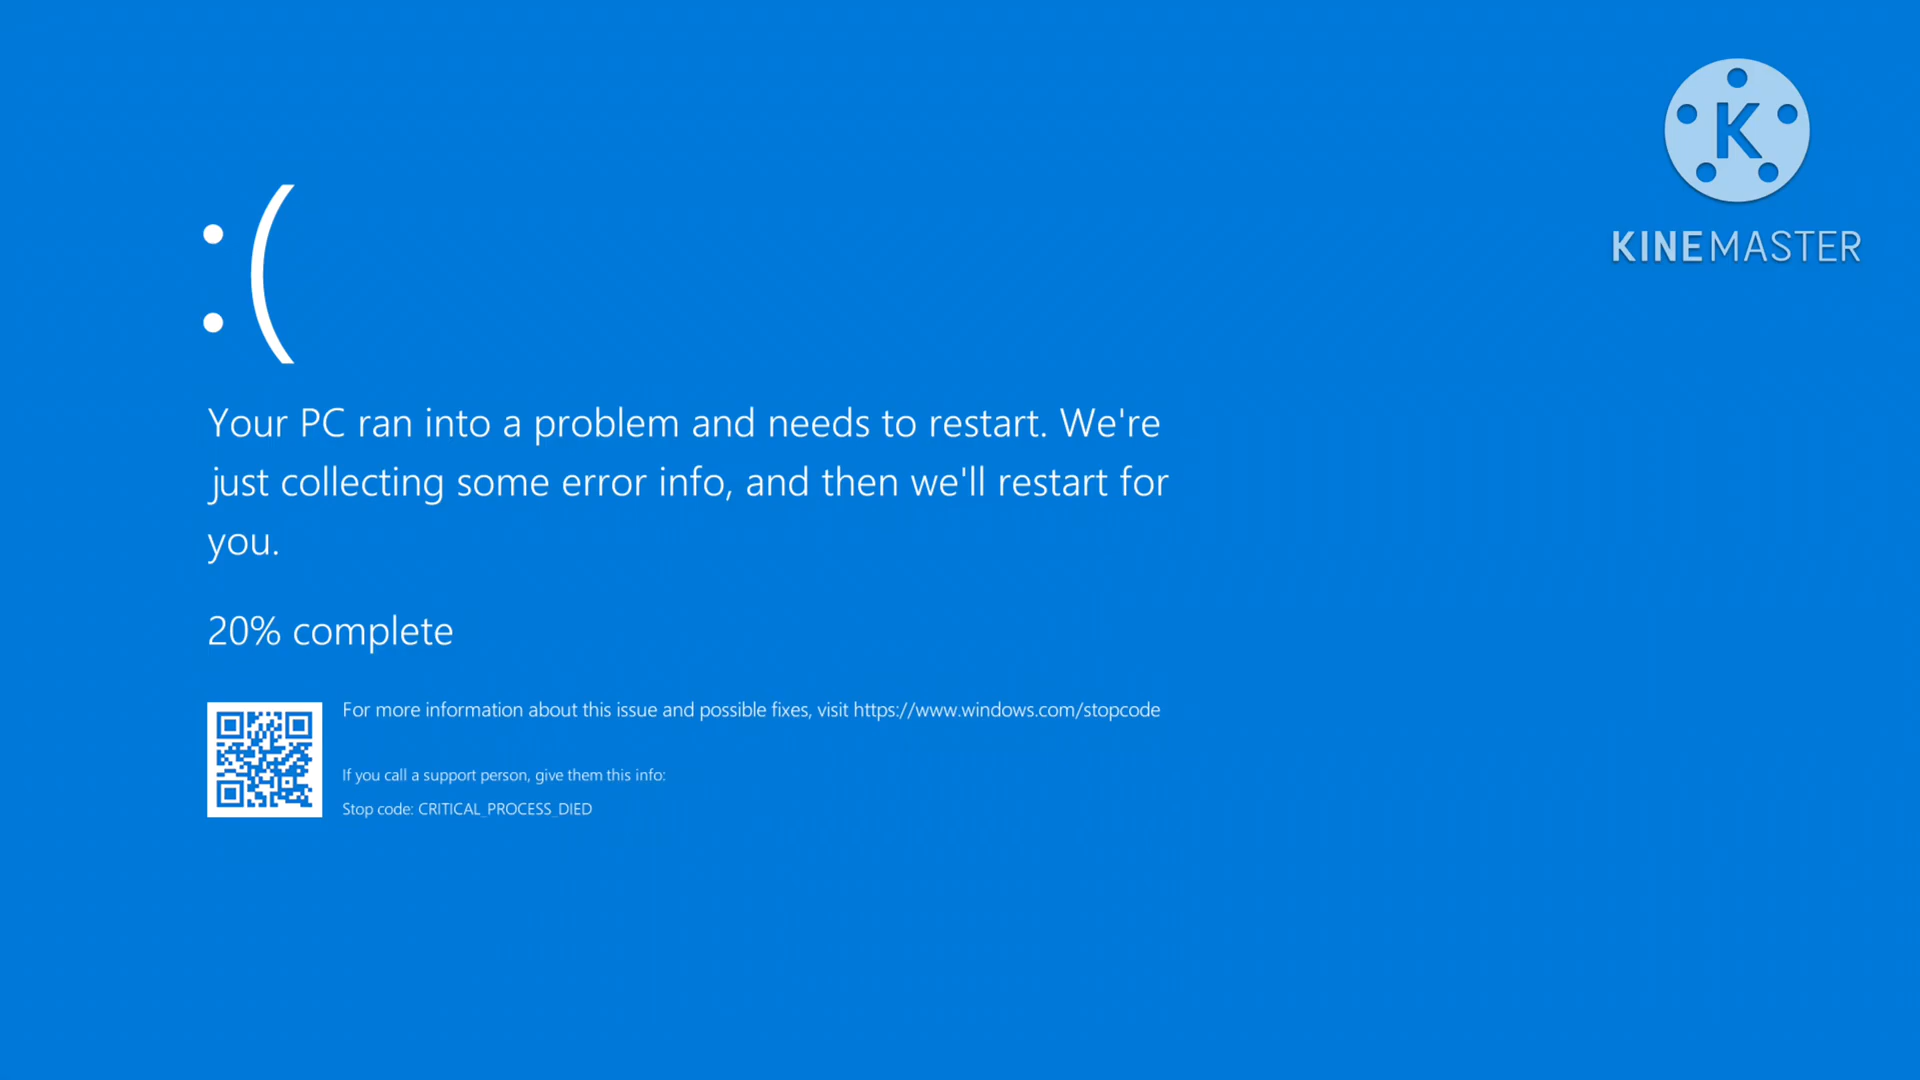 K
KINEMASTER
:(
Your PC ran into a problem and needs to restart. We're
just collecting some error info, and then we'll restart for
you.
20% complete
For more information about this issue and possible fixes, visit https://www.windows.com/stopcode
If you call a support person, give them this info:
Stop code: CRITICAL_PROCESS_DIED